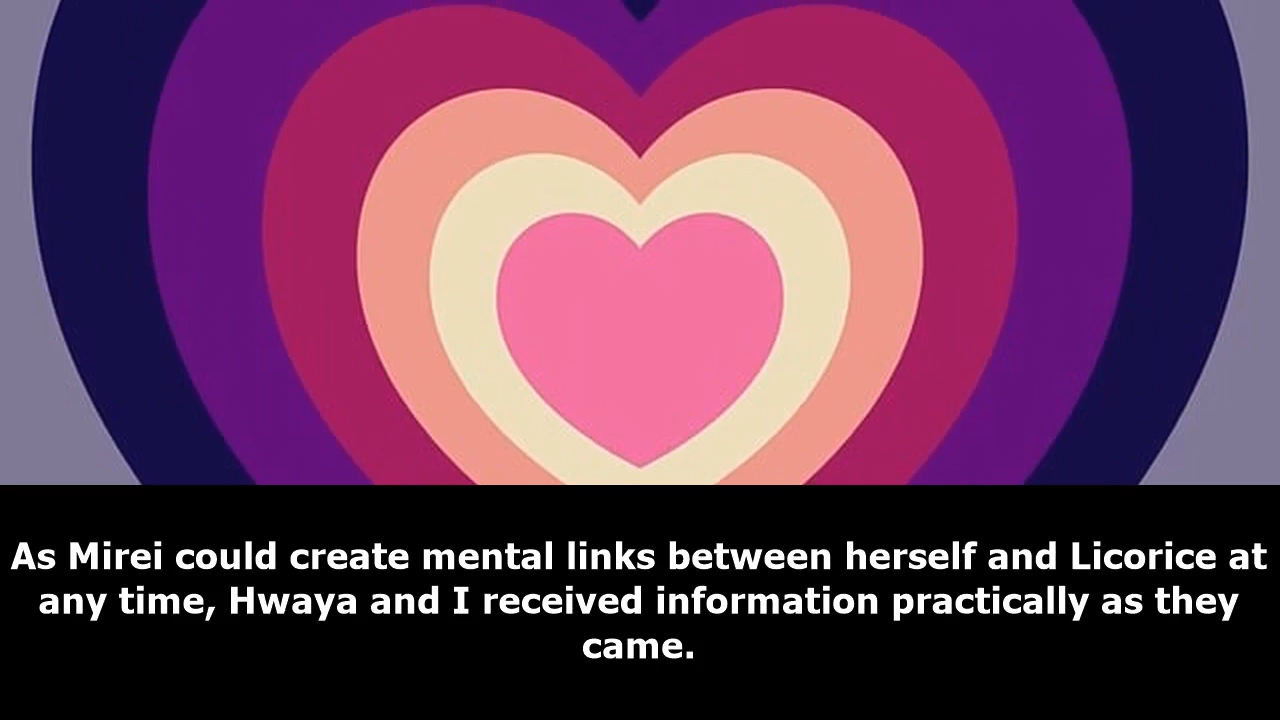 As Mirei could create mental links between herself and Licorice at
any time, Hwaya and I received information practically as they
came.